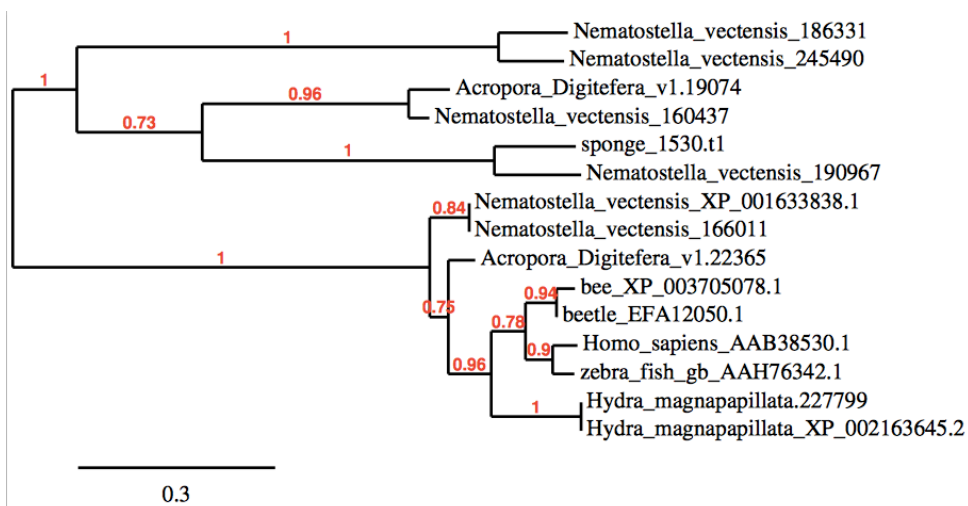 Nematostella_vectensis_186331
1
Nematostella_vectensis_245490
1
Acropora_Digitefera_v1.19074
0.96
Nematostella_vectensis_160437
0.73
sponge_1530.t1
1
Nematostella_vectensis_190967
Nematostella_vectensis_XP_001633838.1
0.84
Nematostella_vectensis_166011
1
Acropora_Digitefera_v1.22365
bee_XP_003705078.1
0.94
0.75
beetle_EFA12050.1
0.78
Homo_sapiens_AAB38530.1
0.9
0.96
zebra_fish_gb_AAH76342.1
Hydra_magnapapillata.227799
1
Hydra_magnapapillata_XP_002163645.2
0.3